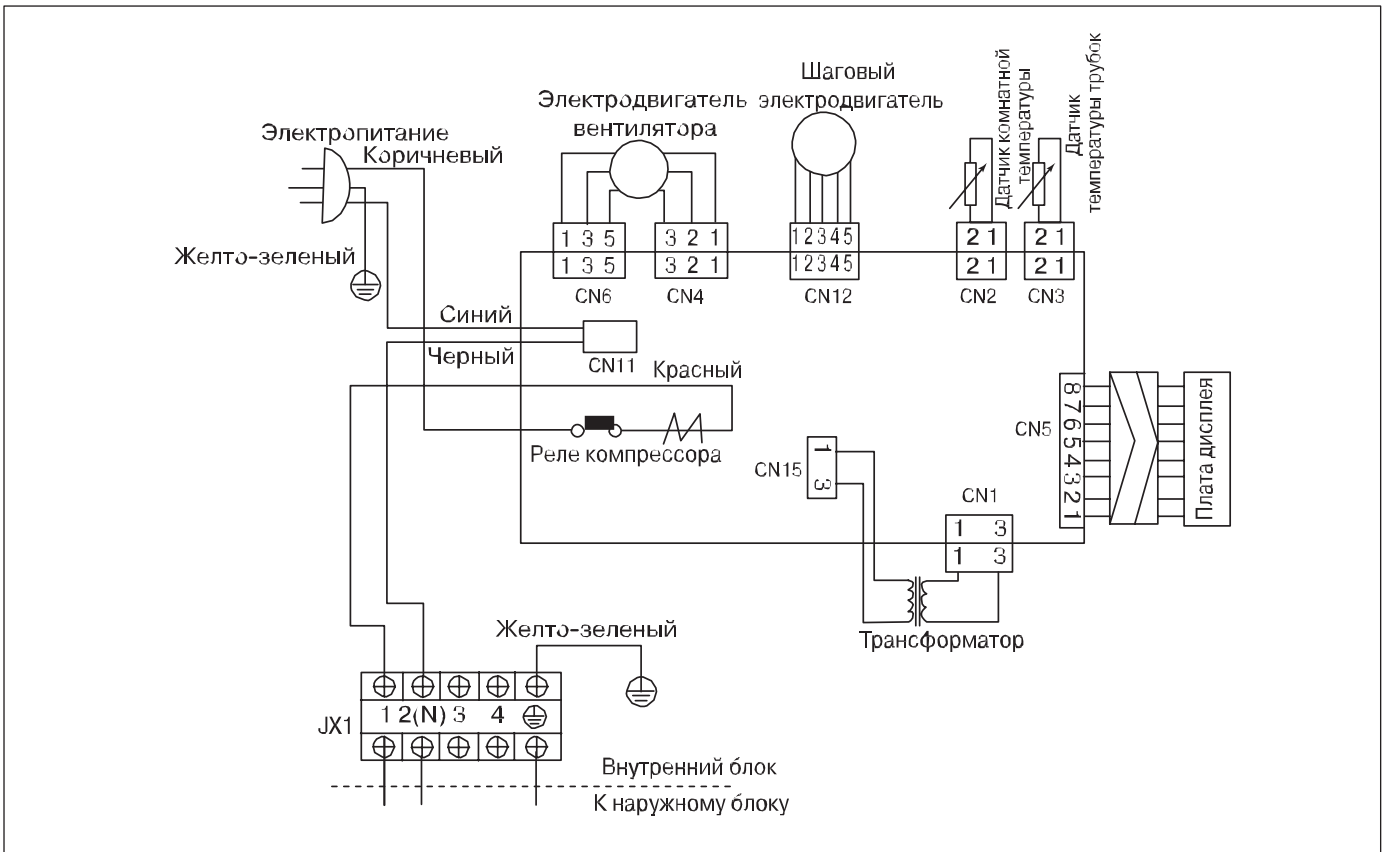 Шаговый
электродвигатель
Электродвигатель
вентилятора
Датчик комнатной
температуры
Датчик
температуры трубок
Электропитание
Коричневый
Желто-зеленый
1 3 5
1 3 5
CN6
3 2 1
3 2 1
CN4
12345
12345
CN12
2 1
2 1
CN2
2 1
2 1
CN3
Синий
Черный
CN11
Красный
Реле компрессора
CN5
8 7 6 5 4 3 2 1
Плата дисплея
CN15
1 3
CN1
1 3
1 3
Трансформатор
Желто-зеленый
JX1
1 2(N) 3 4
Внутренний блок
К наружному блоку